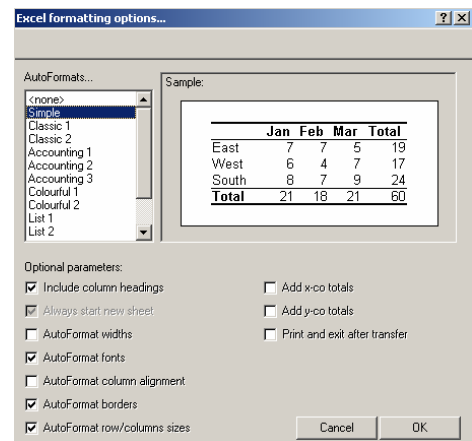 Excel formatting options...
AutoFormats...
<none>
Simple
Classic 1
Classic 2
Accounting 1
Accounting 2
Accounting 3
Colourful 1
Colourful 2
List 1
List 2
Sample:
Jan Feb Mar Total
East 7 7 5 19
West 6 4 7 17
South 8 7 9 24
Total 21 18 21 60
Optional parameters:
Include column headings
Always start new sheet
AutoFormat widths
AutoFormat fonts
AutoFormat column alignment
AutoFormat borders
AutoFormat row/columns sizes
Add x-co totals
Add y-co totals
Print and exit after transfer
Cancel
OK